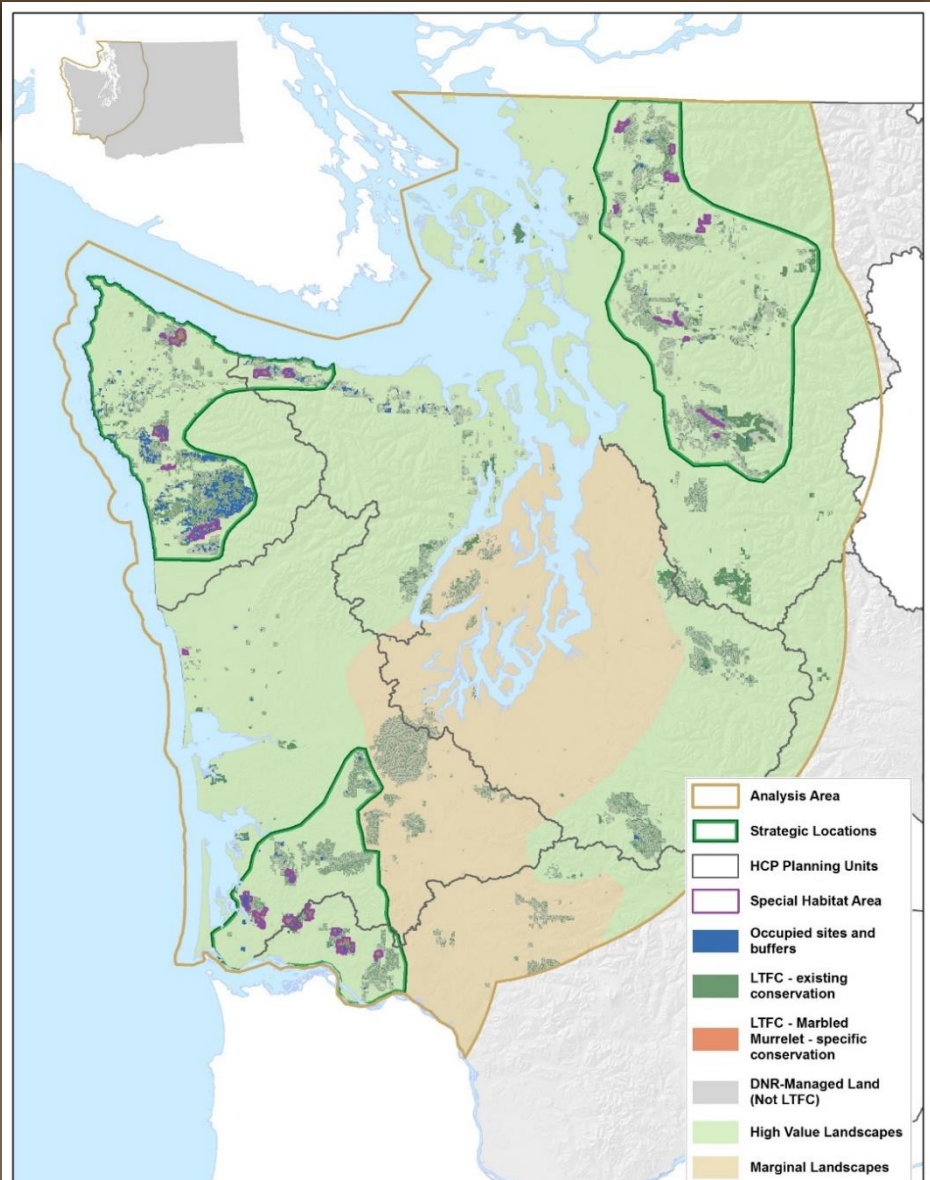 Analysis Area
Strategic Locations
HCP Planning Units
Special Habitat Area
Occupied sites and
buffers
LTFC - existing
conservation
LTFC - Marbled
Murrelet - specific
conservation
DNR-Managed Land
(Not LTFC)
High Value Landscapes
Marginal Landscapes